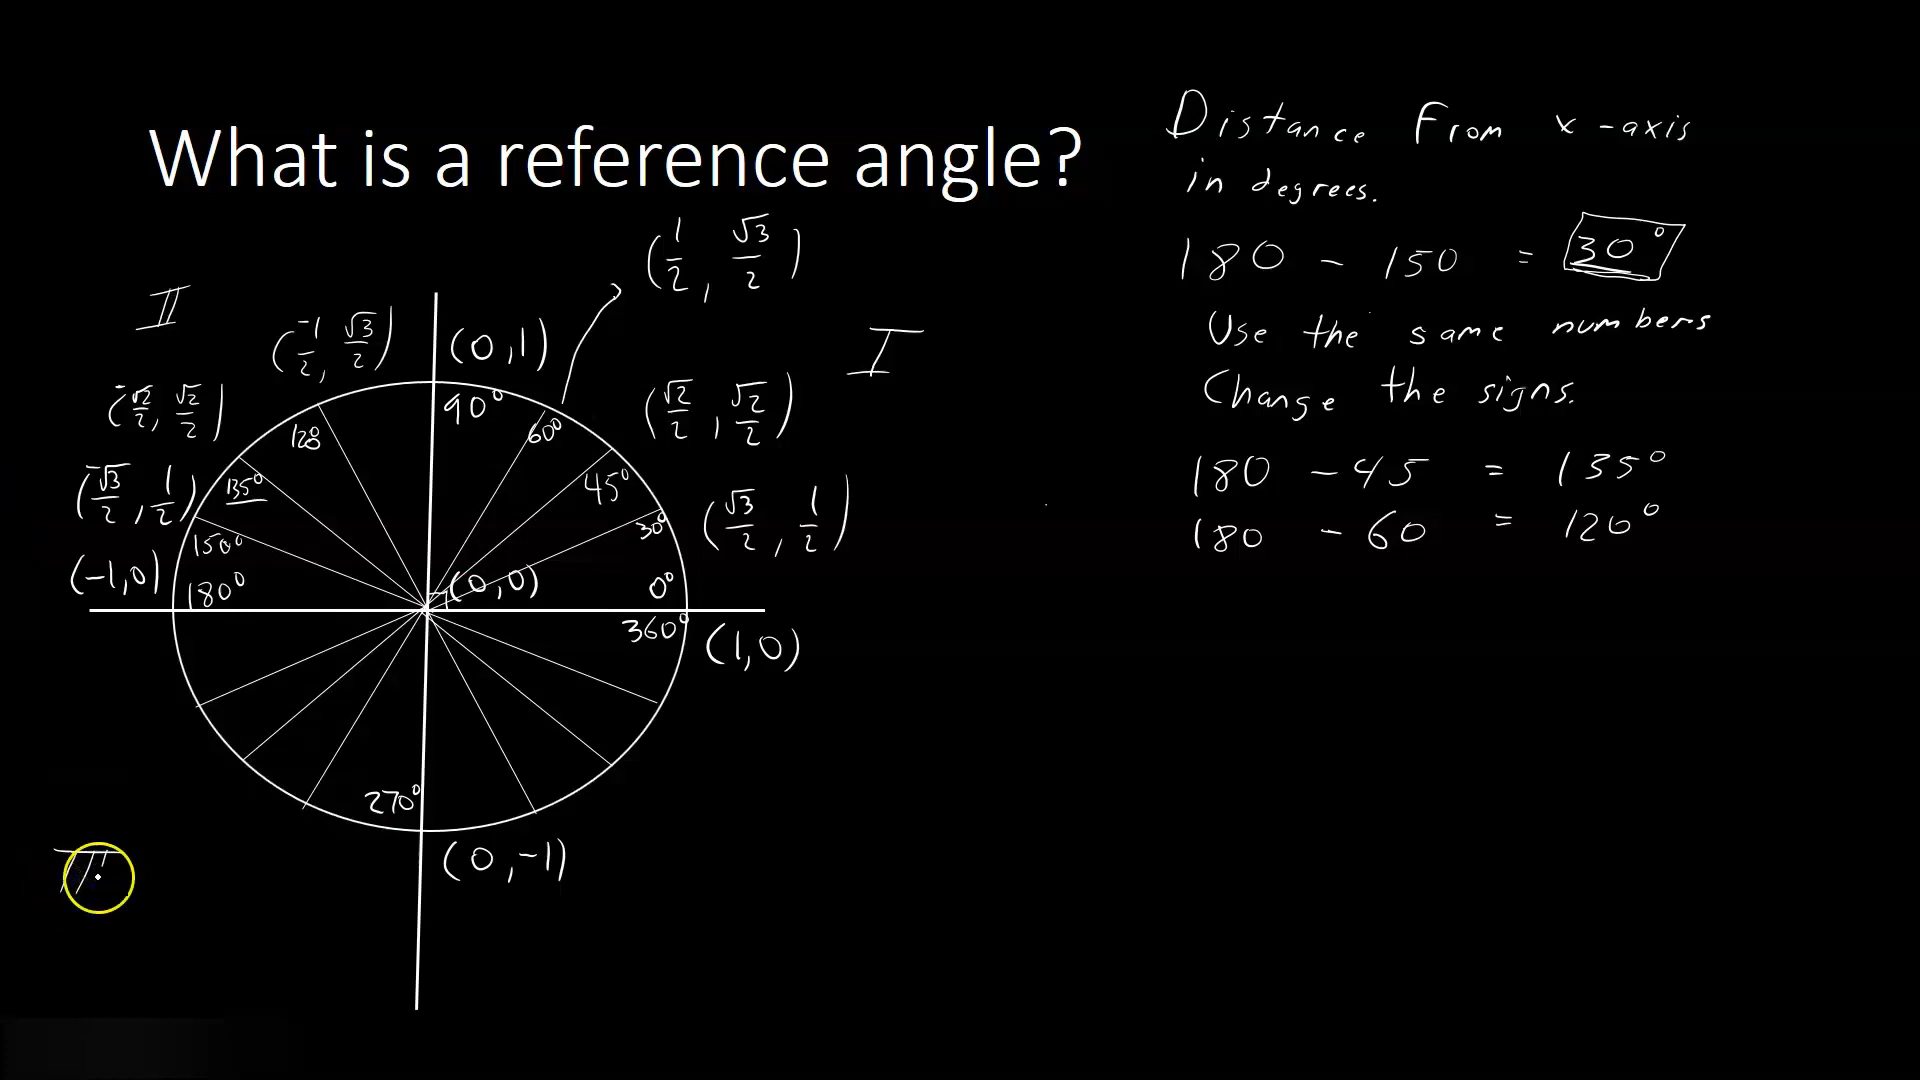 What is a reference angle?
Distance From x-axis
in degrees.
180 - 150 = 30°
Use the same numbers
Change the signs.
180 - 45 = 135°
180 - 60 = 120°
(1/2, √3/2)
II
(-1/2, √3/2)
(0,1)
I
(-√2/2, √2/2)
90°
(√2/2, √2/2)
120
60°
(-√3/2, 1/2)
135°
45°
(√3/2, 1/2)
30°
150°
(-1,0)
180°
(0,0)
0°
360°
(1,0)
270°
(0,-1)